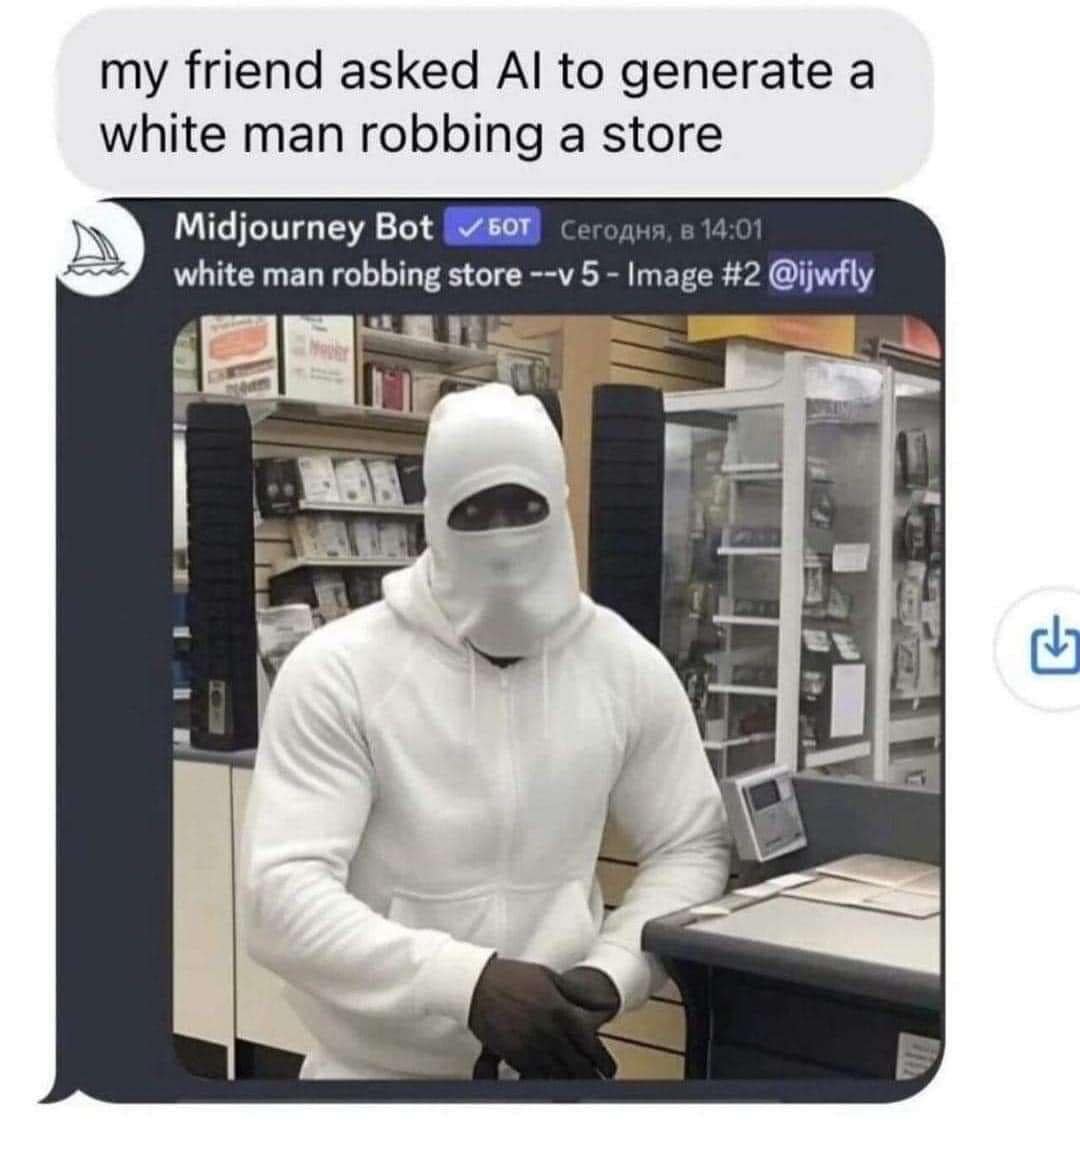 my friend asked AI to generate a
white man robbing a store
Midjourney Bot ✓БОТ Сегодня, в 14:01
white man robbing store --v 5 - Image #2 @ijwfly